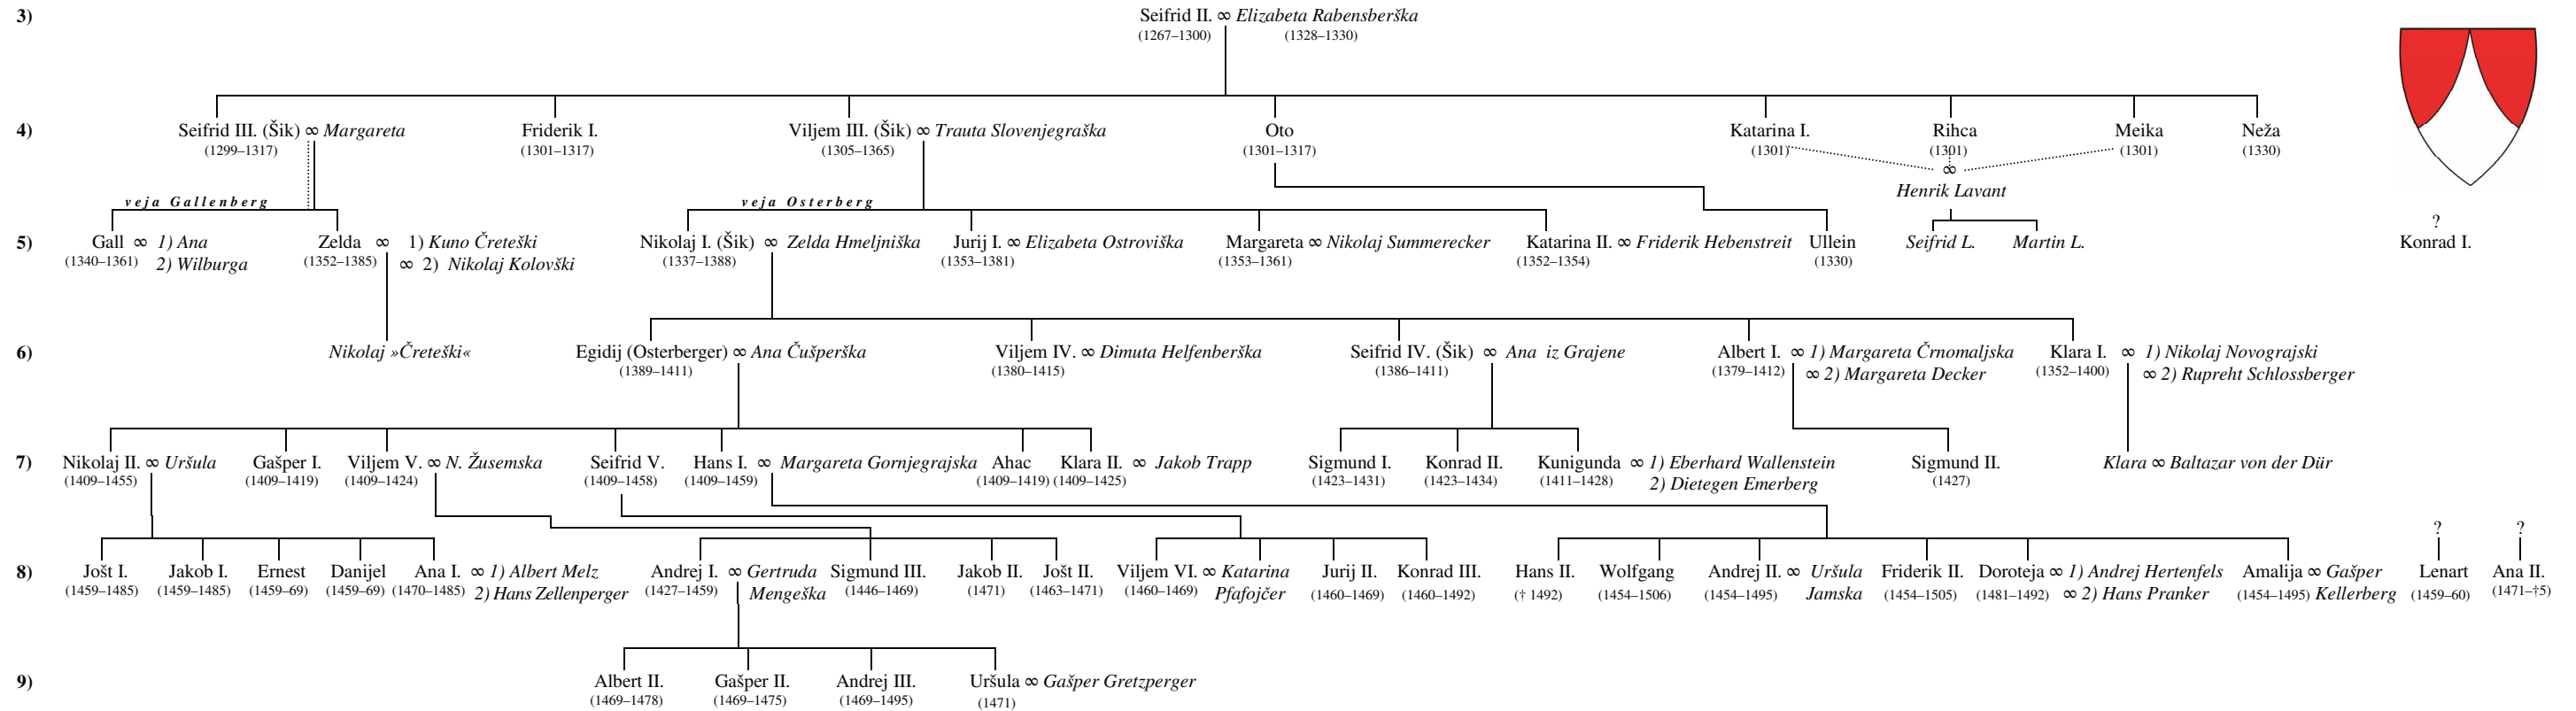 3) Seifrid II. ∞ Elizabeta Rabensberška
(1267–1300) (1328–1330)
4) Seifrid III. (Šik) ∞ Margareta Friderik I. Viljem III. (Šik) ∞ Trauta Slovenjegraška Oto Katarina I. Rihca Meika Neža
(1299–1317) (1301–1317) (1305–1365) (1301–1317) (1301) (1301) (1301) (1330)
∞
Henrik Lavant
veja Gallenberg veja Osterberg
?
5) Gall ∞ 1) Ana Zelda ∞ 1) Kuno Čreteški Nikolaj I. (Šik) ∞ Zelda Hmeljniška Jurij I. ∞ Elizabeta Ostroviška Margareta ∞ Nikolaj Summerecker Katarina II. ∞ Friderik Hebenstreit Ullein Seifrid L. Martin L. Konrad I.
(1340–1361) 2) Wilburga (1352–1385) ∞ 2) Nikolaj Kolovški (1337–1388) (1353–1381) (1353–1361) (1352–1354) (1330)
6) Nikolaj »Čreteški« Egidij (Osterberger) ∞ Ana Čušperška Viljem IV. ∞ Dimuta Helfenberška Seifrid IV. (Šik) ∞ Ana iz Grajene Albert I. ∞ 1) Margareta Črnomaljska Klara I. ∞ 1) Nikolaj Novograjski
(1389–1411) (1380–1415) (1386–1411) (1379–1412) ∞ 2) Margareta Decker (1352–1400) ∞ 2) Rupreht Schlossberger
7) Nikolaj II. ∞ Uršula Gašper I. Viljem V. ∞ N. Žusemska Seifrid V. Hans I. ∞ Margareta Gornjegrajska Ahac Klara II. ∞ Jakob Trapp Sigmund I. Konrad II. Kunigunda ∞ 1) Eberhard Wallenstein Sigmund II. Klara ∞ Baltazar von der Dür
(1409–1455) (1409–1419) (1409–1424) (1409–1458) (1409–1459) (1409–1419) (1409–1425) (1423–1431) (1423–1434) (1411–1428) 2) Dietegen Emerberg (1427)
? ?
8) Jošt I. Jakob I. Ernest Danijel Ana I. ∞ 1) Albert Melz Andrej I. ∞ Gertruda Sigmund III. Jakob II. Jošt II. Viljem VI. ∞ Katarina Jurij II. Konrad III. Hans II. Wolfgang Andrej II. ∞ Uršula Friderik II. Doroteja ∞ 1) Andrej Hertenfels Amalija ∞ Gašper Lenart Ana II.
(1459–1485) (1459–1485) (1459–69) (1459–69) (1470–1485) 2) Hans Zellenperger (1427–1459) Mengeška (1446–1469) (1471) (1463–1471) (1460–1469) Pfafojčer (1460–1469) (1460–1492) († 1492) (1454–1506) (1454–1495) Jamska (1454–1505) (1481–1492) ∞ 2) Hans Pranker (1454–1495) Kellerberg (1459–60) (1471–†5)
9) Albert II. Gašper II. Andrej III. Uršula ∞ Gašper Gretzperger
(1469–1478) (1469–1475) (1469–1495) (1471)